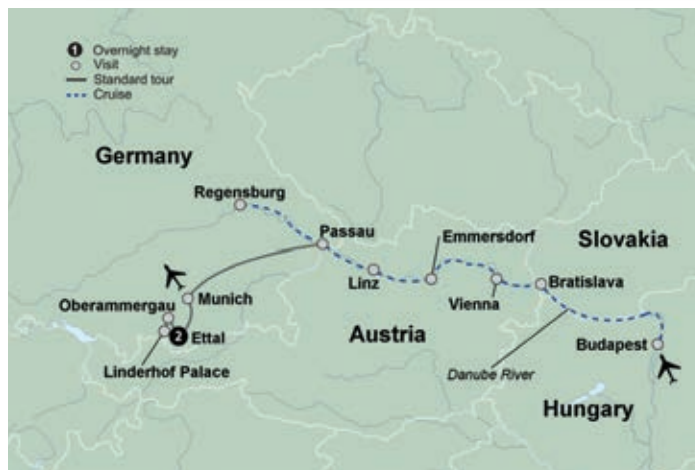 1 Overnight stay
Visit
Standard tour
Cruise
Germany
Regensburg
Passau
Emmersdorf
Slovakia
Linz
Vienna
Bratislava
Oberammergau
Munich
2 Ettal
Linderhof Palace
Austria
Budapest
Danube River
Hungary